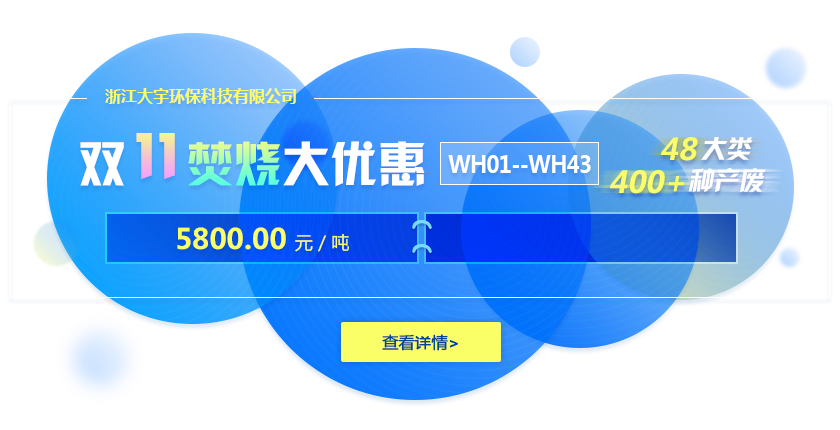 浙江大宇环保科技有限公司
双11焚烧大优惠 WH01--WH43
48大类
400+种产废
5800.00 元 / 吨
查看详情>